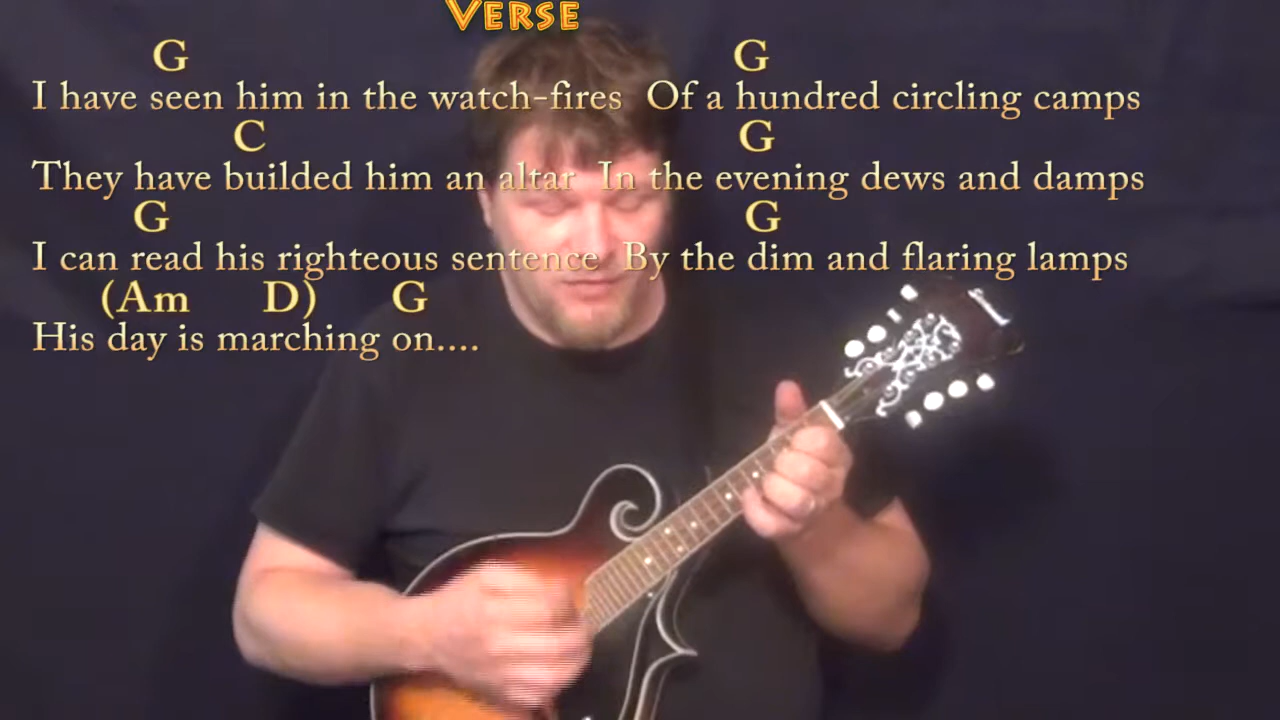 VERSE
G G
I have seen him in the watch-fires Of a hundred circling camps
C G
They have builded him an altar In the evening dews and damps
G G
I can read his righteous sentence By the dim and flaring lamps
(Am D) G
His day is marching on....